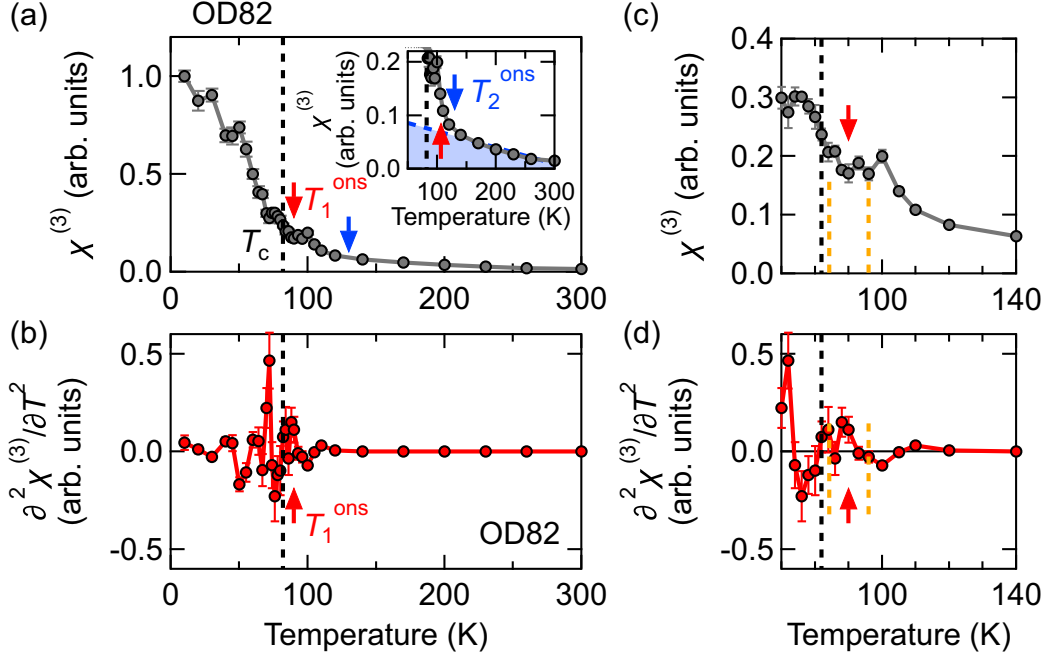 (a)
OD82
χ⁽³⁾ (arb. units)
1.0
0.5
0.0
T₁ᵒⁿˢ
T_c
0
100
200
300
χ⁽³⁾
(arb. units)
0.2
0.1
0.0
T₂ᵒⁿˢ
100
200
300
Temperature (K)
(c)
χ⁽³⁾ (arb. units)
0.4
0.3
0.2
0.1
0.0
100
140
(b)
∂²χ⁽³⁾/∂T²
(arb. units)
0.5
0.0
-0.5
T₁ᵒⁿˢ
OD82
0
100
200
300
Temperature (K)
(d)
∂²χ⁽³⁾/∂T²
(arb. units)
0.5
0.0
-0.5
100
140
Temperature (K)